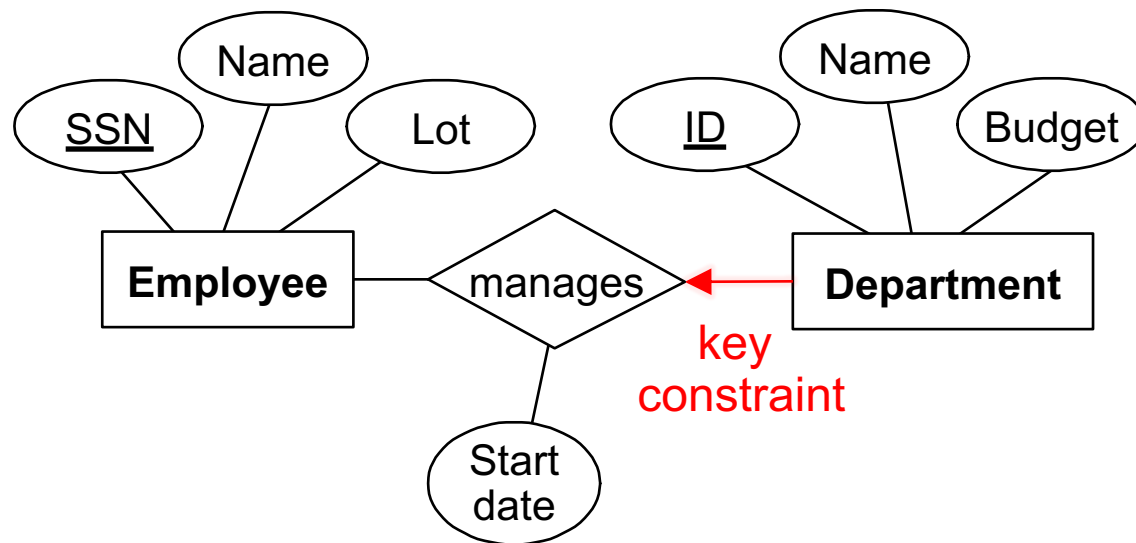 Name
Name
SSN
Lot
ID
Budget
Employee
manages
Department
key
constraint
Start
date